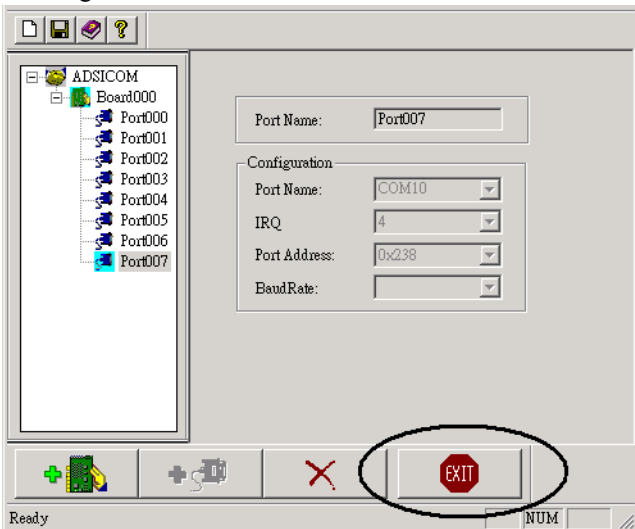 ADSICOM
Board000
Port000
Port001
Port002
Port003
Port004
Port005
Port006
Port007
Port Name: Port007
Configuration
Port Name: COM10
IRQ 4
Port Address: 0x238
BaudRate:
EXIT
Ready NUM